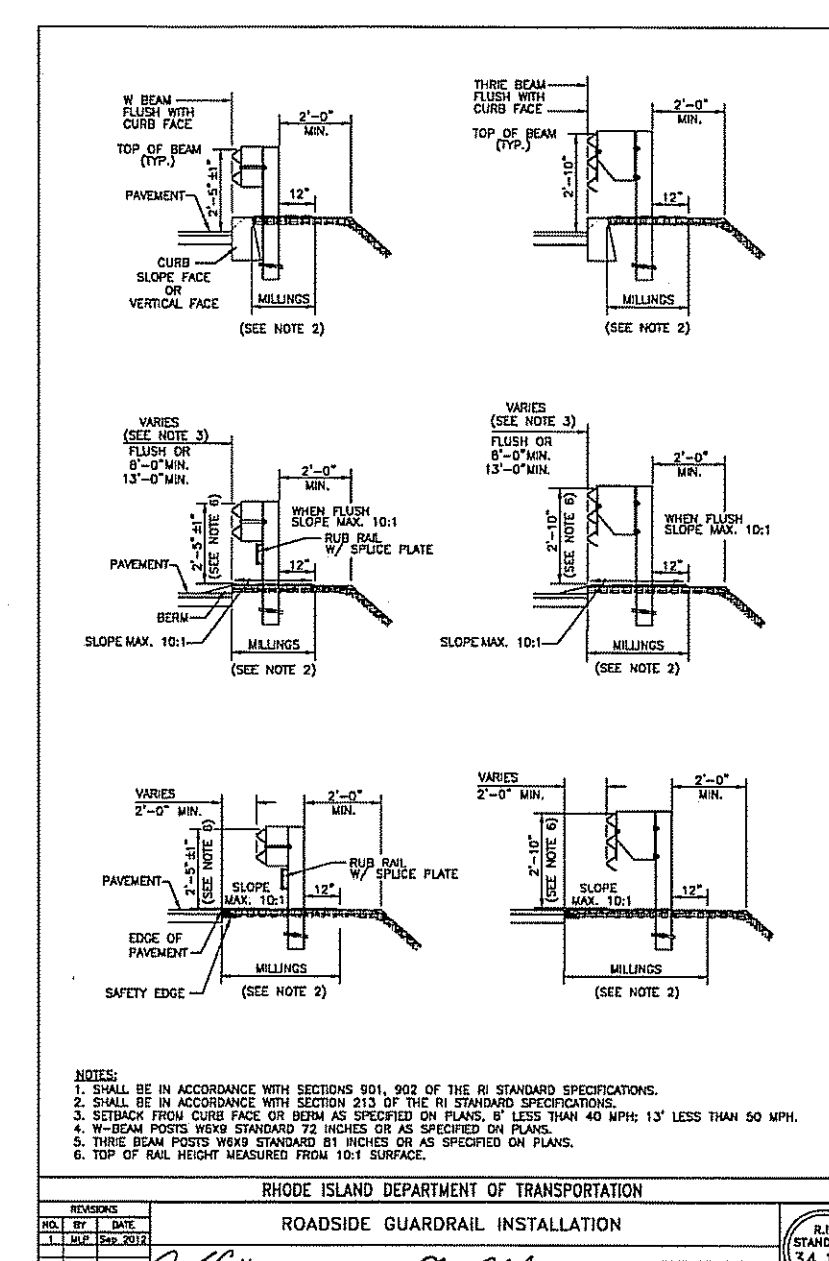 W BEAM
FLUSH WITH
CURB FACE
2'-0"
MIN.
TOP OF BEAM
(TYP.)
2'-5"±1"
12"
PAVEMENT
CURB
SLOPE FACE
OR
VERTICAL FACE
MILLINGS
(SEE NOTE 2)
THRIE BEAM
FLUSH WITH
CURB FACE
2'-0"
MIN.
TOP OF BEAM
(TYP.)
2'-10"
12"
MILLINGS
(SEE NOTE 2)
VARIES
(SEE NOTE 3)
FLUSH OR
8'-0"MIN.
13'-0"MIN.
2'-0"
MIN.
2'-5"±1"
(SEE NOTE 6)
WHEN FLUSH
SLOPE MAX. 10:1
RUB RAIL
W/ SPLICE PLATE
12"
PAVEMENT
BERM
SLOPE MAX. 10:1
MILLINGS
(SEE NOTE 2)
VARIES
(SEE NOTE 3)
FLUSH OR
8'-0"MIN.
13'-0"MIN.
2'-0"
MIN.
2'-10"
(SEE NOTE 6)
WHEN FLUSH
SLOPE MAX. 10:1
12"
SLOPE MAX. 10:1
MILLINGS
(SEE NOTE 2)
VARIES
2'-0" MIN.
2'-0"
MIN.
2'-5"±1"
(SEE NOTE 6)
RUB RAIL
W/ SPLICE PLATE
PAVEMENT
SLOPE
MAX. 10:1
12"
EDGE OF
PAVEMENT
SAFETY EDGE
MILLINGS
(SEE NOTE 2)
VARIES
2'-0" MIN.
2'-0"
MIN.
2'-10"
(SEE NOTE 6)
SLOPE
MAX. 10:1
12"
MILLINGS
(SEE NOTE 2)
NOTES:
1. SHALL BE IN ACCORDANCE WITH SECTIONS 901, 902 OF THE RI STANDARD SPECIFICATIONS.
2. SHALL BE IN ACCORDANCE WITH SECTION 213 OF THE RI STANDARD SPECIFICATIONS.
3. SETBACK FROM CURB FACE OR BERM AS SPECIFIED ON PLANS, 8' LESS THAN 40 MPH; 13' LESS THAN 50 MPH.
4. W-BEAM POSTS W6X9 STANDARD 72 INCHES OR AS SPECIFIED ON PLANS.
5. THRIE BEAM POSTS W6X9 STANDARD 81 INCHES OR AS SPECIFIED ON PLANS.
6. TOP OF RAIL HEIGHT MEASURED FROM 10:1 SURFACE.
RHODE ISLAND DEPARTMENT OF TRANSPORTATION
REVISIONS
NO. BY DATE
1 MLP Sep 2012
ROADSIDE GUARDRAIL INSTALLATION